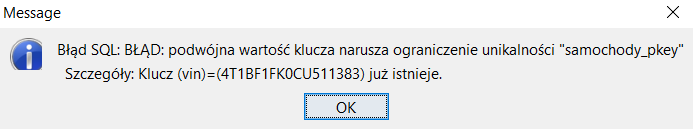 Message
Błąd SQL: BŁĄD: podwójna wartość klucza narusza ograniczenie unikalności "samochody_pkey"
Szczegóły: Klucz (vin)=(4T1BF1FK0CU511383) już istnieje.
OK